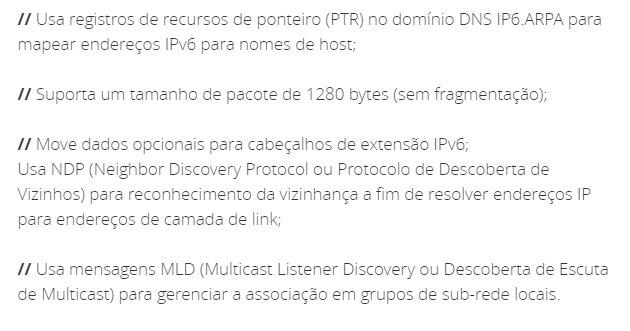 // Usa registros de recursos de ponteiro (PTR) no domínio DNS IP6.ARPA para
mapear endereços IPv6 para nomes de host;
// Suporta um tamanho de pacote de 1280 bytes (sem fragmentação);
// Move dados opcionais para cabeçalhos de extensão IPv6;
Usa NDP (Neighbor Discovery Protocol ou Protocolo de Descoberta de
Vizinhos) para reconhecimento da vizinhança a fim de resolver endereços IP
para endereços de camada de link;
// Usa mensagens MLD (Multicast Listener Discovery ou Descoberta de Escuta
de Multicast) para gerenciar a associação em grupos de sub-rede locais.